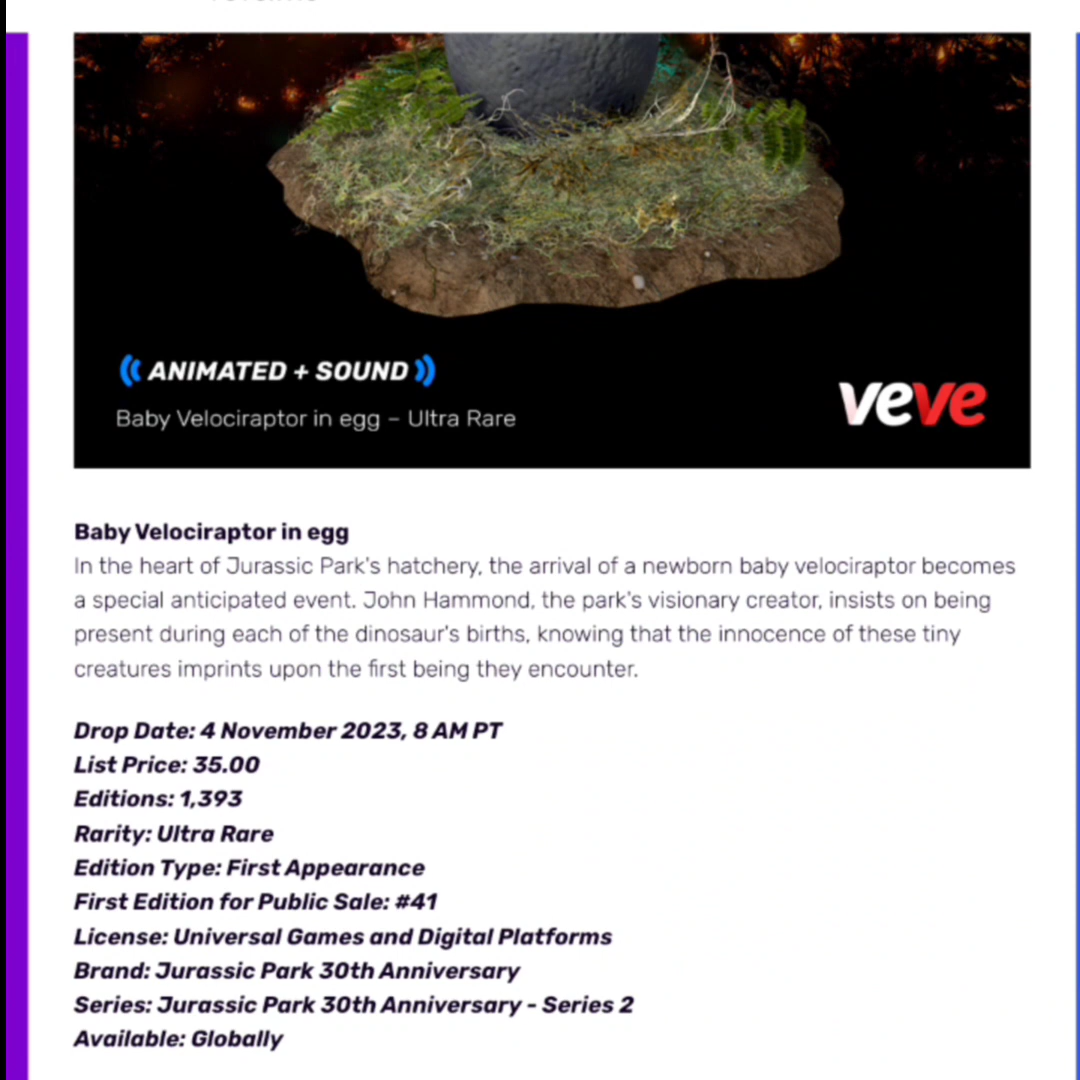 ANIMATED + SOUND
Baby Velociraptor in egg – Ultra Rare
veve
Baby Velociraptor in egg
In the heart of Jurassic Park's hatchery, the arrival of a newborn baby velociraptor becomes
a special anticipated event. John Hammond, the park's visionary creator, insists on being
present during each of the dinosaur's births, knowing that the innocence of these tiny
creatures imprints upon the first being they encounter.
Drop Date: 4 November 2023, 8 AM PT
List Price: 35.00
Editions: 1,393
Rarity: Ultra Rare
Edition Type: First Appearance
First Edition for Public Sale: #41
License: Universal Games and Digital Platforms
Brand: Jurassic Park 30th Anniversary
Series: Jurassic Park 30th Anniversary - Series 2
Available: Globally